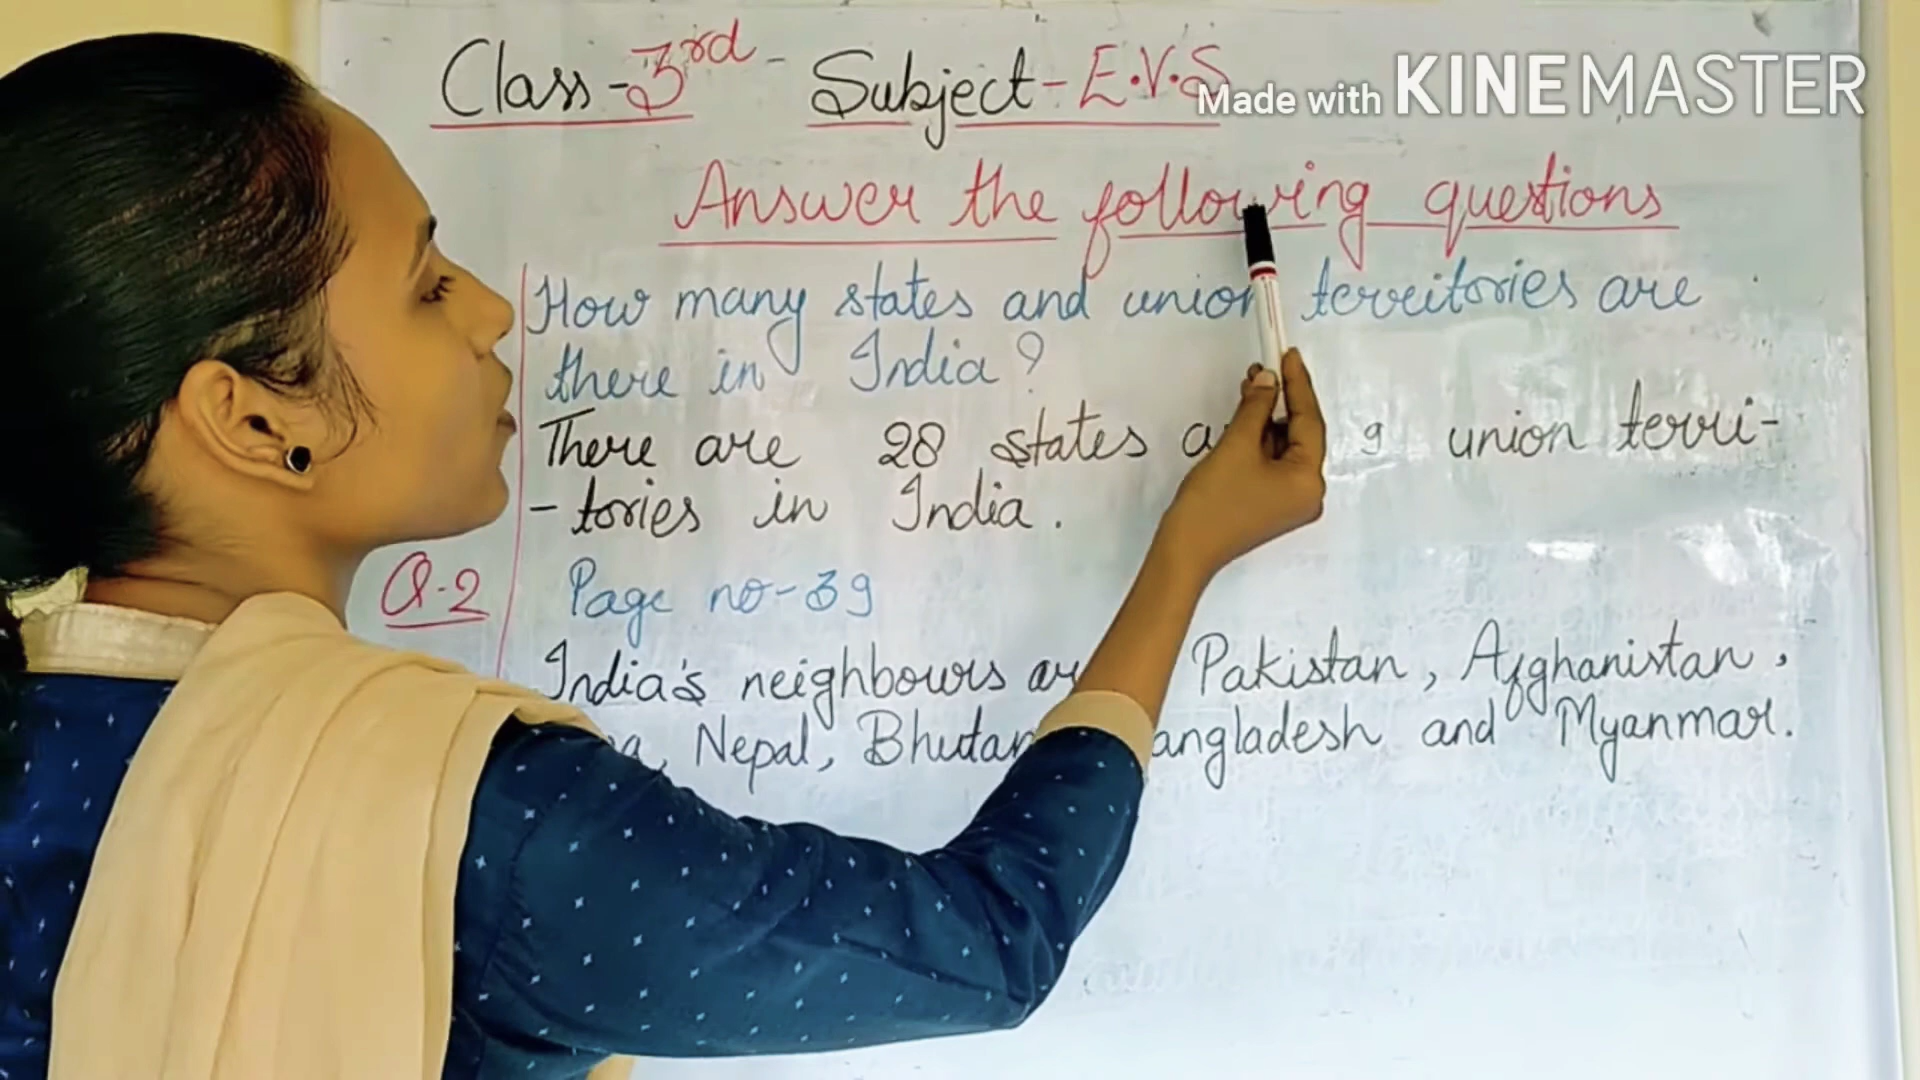 Class-3rd - Subject - E.V.S
Made with KINEMASTER
Answer the following questions
How many states and union territories are
there in India?
There are 28 states 9 union terri-
-tories in India.
Q.2 Page no-39
India's neighbours Pakistan, Afghanistan,
Nepal, Bhutan and Myanmar.